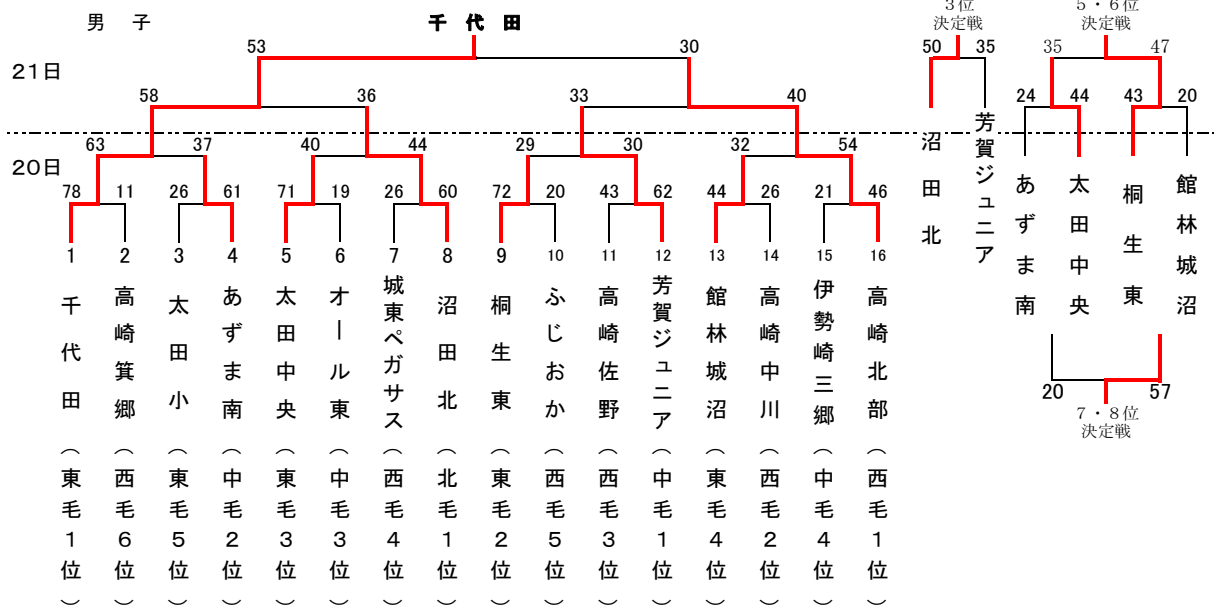 男 子
千 代 田
3位
決定戦
5・6位
決定戦
53
30
50
35
35
47
21日
58
36
33
40
24
44
43
20
63
37
40
44
29
30
32
54
20日
78
11
26
61
71
19
26
60
72
20
43
62
44
26
21
46
1
2
3
4
5
6
7
8
9
10
11
12
13
14
15
16
千代田(東毛1位)
高崎箕郷(西毛6位)
太田小(東毛5位)
あずま南(中毛2位)
太田中央(東毛3位)
オール東(中毛3位)
城東ペガサス(西毛4位)
沼田北(北毛1位)
桐生東(東毛2位)
ふじおか(西毛5位)
高崎佐野(西毛3位)
芳賀ジュニア(中毛1位)
館林城沼(東毛4位)
高崎中川(西毛2位)
伊勢崎三郷(中毛4位)
高崎北部(西毛1位)
沼田北
芳賀ジュニア
あずま南
太田中央
桐生東
館林城沼
20
57
7・8位
決定戦